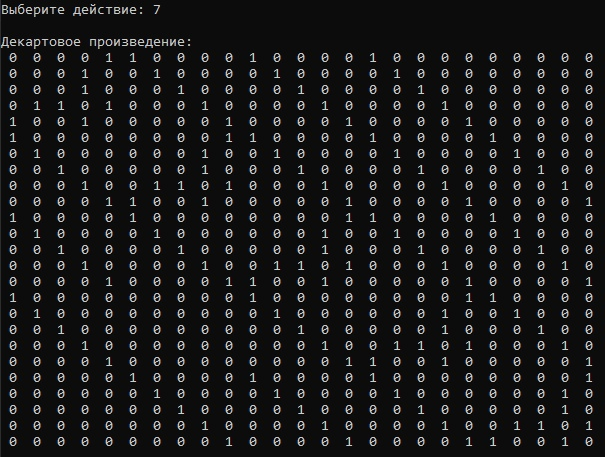 Выберите действие: 7
Декартовое произведение:
0 0 0 0 1 1 0 0 0 0 1 0 0 0 0 1 0 0 0 0 0 0 0 0 0
0 0 0 1 0 0 1 0 0 0 0 1 0 0 0 0 1 0 0 0 0 0 0 0 0
0 0 0 1 0 0 0 1 0 0 0 0 1 0 0 0 0 1 0 0 0 0 0 0 0
0 1 1 0 1 0 0 0 1 0 0 0 0 1 0 0 0 0 1 0 0 0 0 0 0
1 0 0 1 0 0 0 0 0 1 0 0 0 0 1 0 0 0 0 1 0 0 0 0 0
1 0 0 0 0 0 0 0 0 1 1 0 0 0 0 1 0 0 0 0 1 0 0 0 0
0 1 0 0 0 0 0 0 1 0 0 1 0 0 0 0 1 0 0 0 0 1 0 0 0
0 0 1 0 0 0 0 0 1 0 0 0 1 0 0 0 0 1 0 0 0 0 1 0 0
0 0 0 1 0 0 1 1 0 1 0 0 0 1 0 0 0 0 1 0 0 0 0 1 0
0 0 0 0 1 1 0 0 1 0 0 0 0 0 1 0 0 0 0 1 0 0 0 0 1
1 0 0 0 0 1 0 0 0 0 0 0 0 0 1 1 0 0 0 0 1 0 0 0 0
0 1 0 0 0 0 1 0 0 0 0 0 0 1 0 0 1 0 0 0 0 1 0 0 0
0 0 1 0 0 0 0 1 0 0 0 0 0 1 0 0 0 1 0 0 0 0 1 0 0
0 0 0 1 0 0 0 0 1 0 0 1 1 0 1 0 0 0 1 0 0 0 0 1 0
0 0 0 0 1 0 0 0 0 1 1 0 0 1 0 0 0 0 0 1 0 0 0 0 1
1 0 0 0 0 1 0 0 0 0 1 0 0 0 0 0 0 0 0 1 1 0 0 0 0
0 1 0 0 0 0 1 0 0 0 0 1 0 0 0 0 0 0 1 0 0 1 0 0 0
0 0 1 0 0 0 0 1 0 0 0 0 1 0 0 0 0 0 1 0 0 0 1 0 0
0 0 0 1 0 0 0 0 1 0 0 0 0 1 0 0 1 1 0 1 0 0 0 1 0
0 0 0 0 1 0 0 0 0 1 0 0 0 0 1 1 0 0 1 0 0 0 0 0 1
0 0 0 0 0 1 0 0 0 0 1 0 0 0 0 1 0 0 0 0 0 0 0 0 1
0 0 0 0 0 0 1 0 0 0 0 1 0 0 0 0 1 0 0 0 0 0 0 1 0
0 0 0 0 0 0 0 1 0 0 0 0 1 0 0 0 0 1 0 0 0 0 0 1 0
0 0 0 0 0 0 0 0 1 0 0 0 0 1 0 0 0 0 1 0 0 1 1 0 1
0 0 0 0 0 0 0 0 0 1 0 0 0 0 1 0 0 0 0 1 1 0 0 1 0